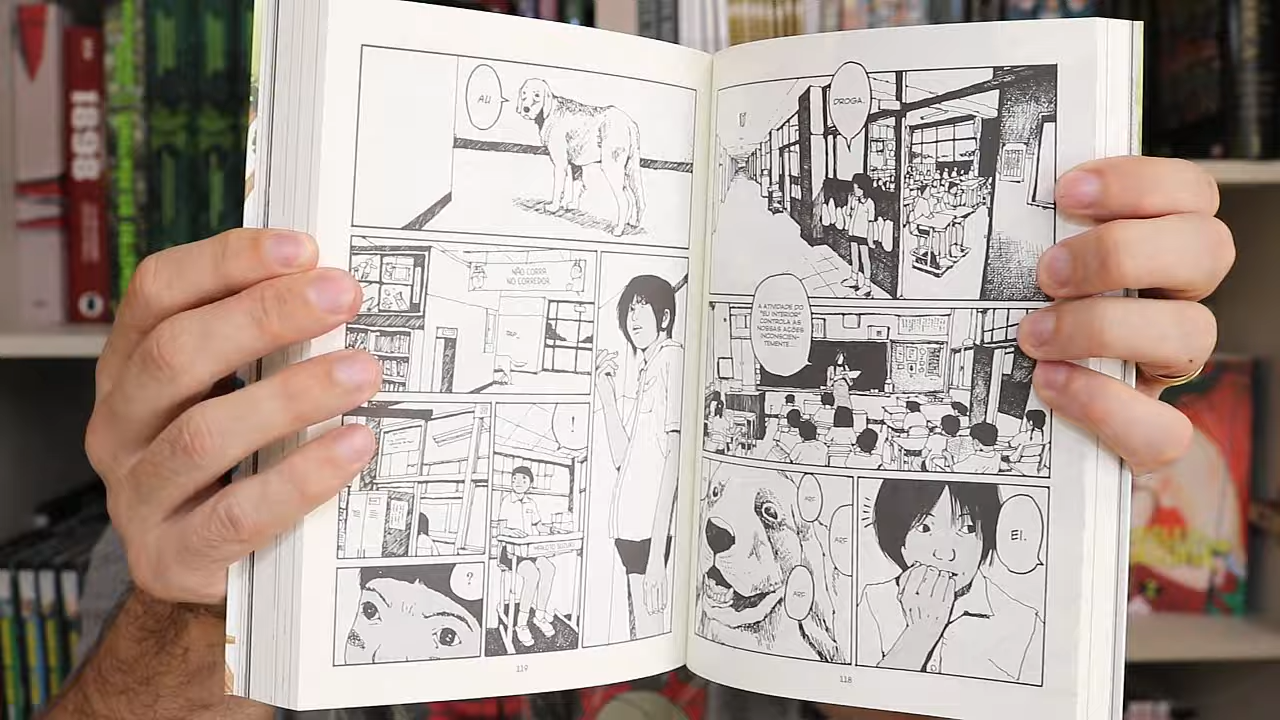 DROGA.
A ATIVIDADE DO
"EU INTERIOR"
CONTROLA AS
NOSSAS AÇÕES
INCONSCIEN-
TEMENTE...
EI.
ARF
ARF
ARF
118
AU
NÃO CORRA
NO CORREDOR
!
?
119
1898